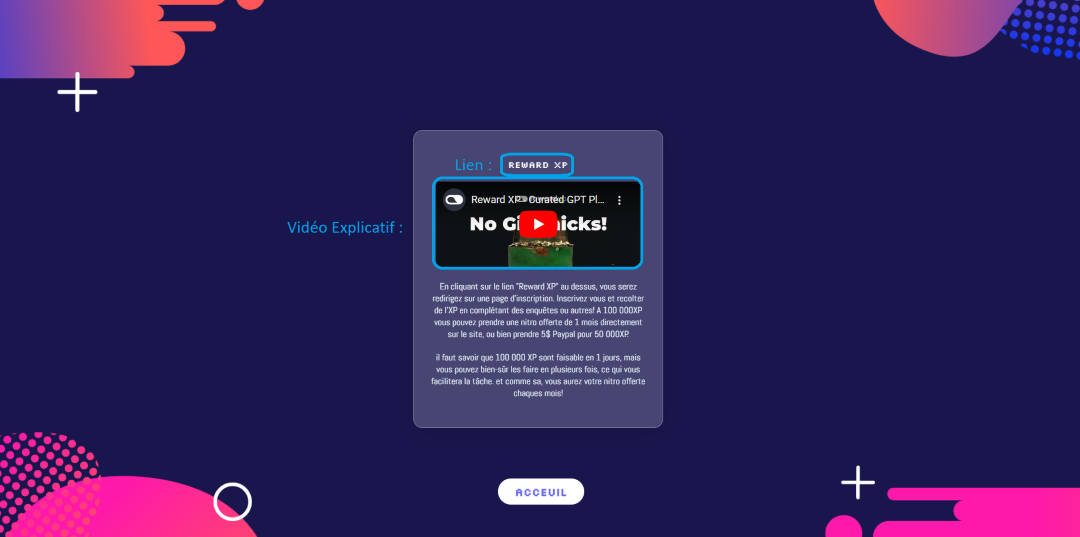 Lien : REWARD XP
Vidéo Explicatif :
Reward XP Curated GPT Pl...
No Gi icks!
En cliquant sur le lien "Reward XP" au dessus, vous serez
redirigez sur une page d'inscription. Inscrivez vous et recolter
de l'XP en complétant des enquêtes ou autres! A 100 000XP
vous pouvez prendre une nitro offerte de 1 mois directement
sur le site, ou bien prendre 5$ Paypal pour 50 000XP.
il faut savoir que 100 000 XP sont faisable en 1 jours, mais
vous pouvez bien-sûr les faire en plusieurs fois, ce qui vous
facilitera la tâche. et comme sa, vous aurez votre nitro offerte
chaques mois!
ACCEUIL